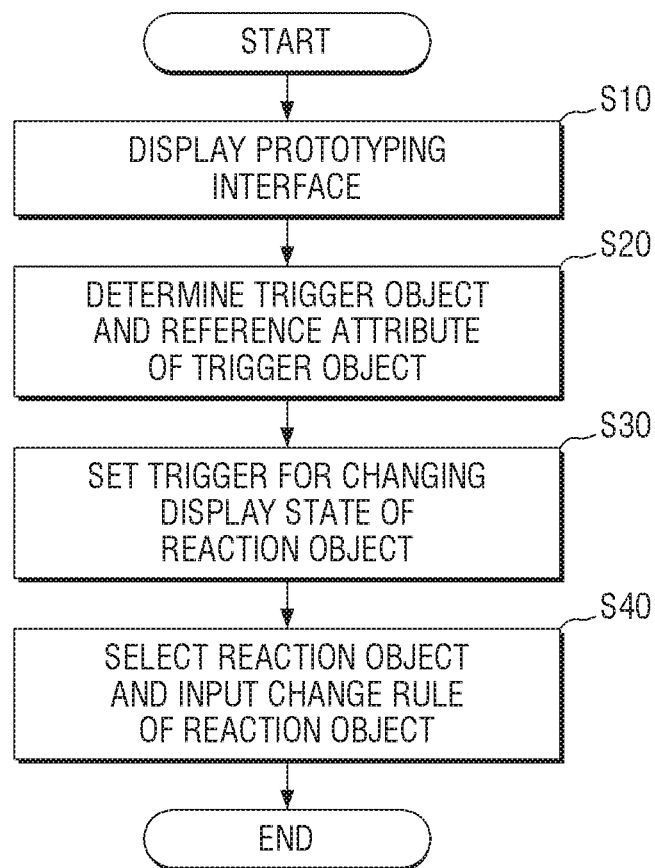 START
S10
DISPLAY PROTOTYPING
INTERFACE
S20
DETERMINE TRIGGER OBJECT
AND REFERENCE ATTRIBUTE
OF TRIGGER OBJECT
S30
SET TRIGGER FOR CHANGING
DISPLAY STATE OF
REACTION OBJECT
S40
SELECT REACTION OBJECT
AND INPUT CHANGE RULE
OF REACTION OBJECT
END